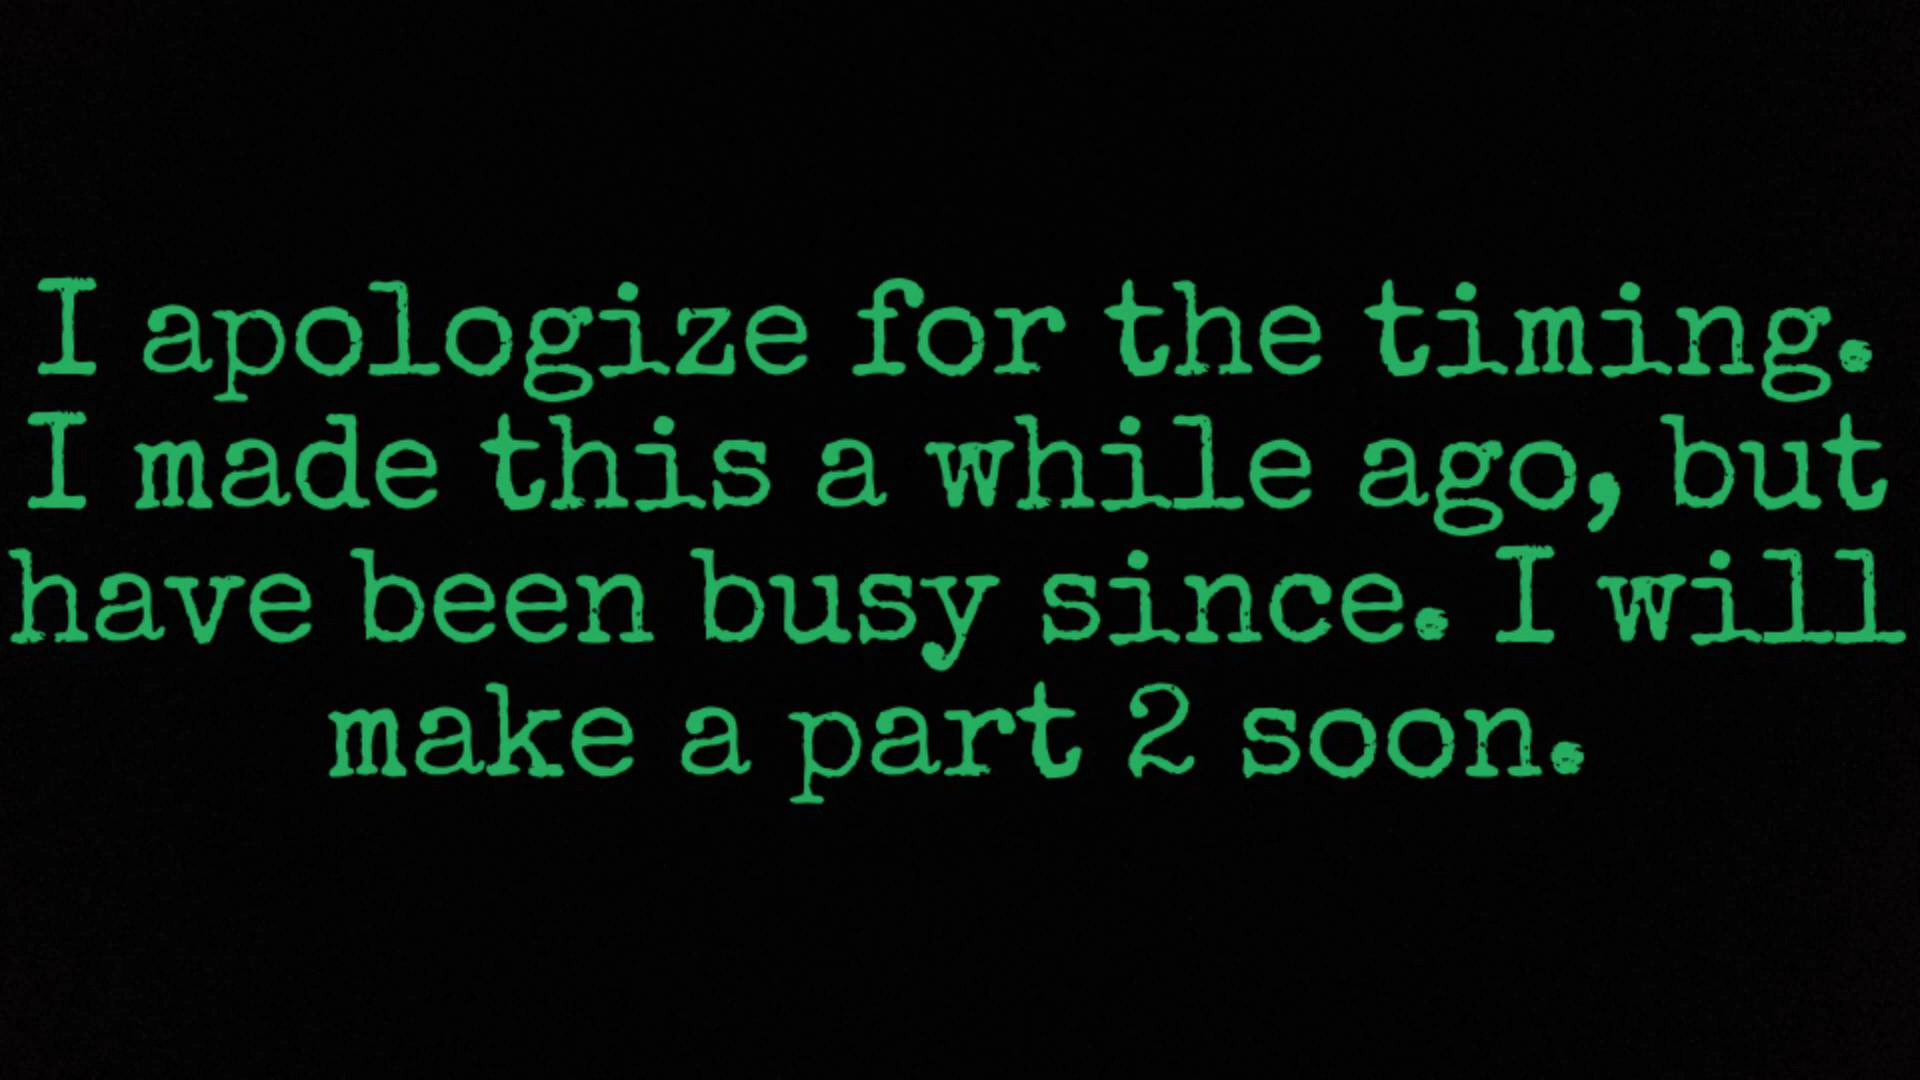 I apologize for the timing.
I made this a while ago, but
have been busy since. I will
make a part 2 soon.